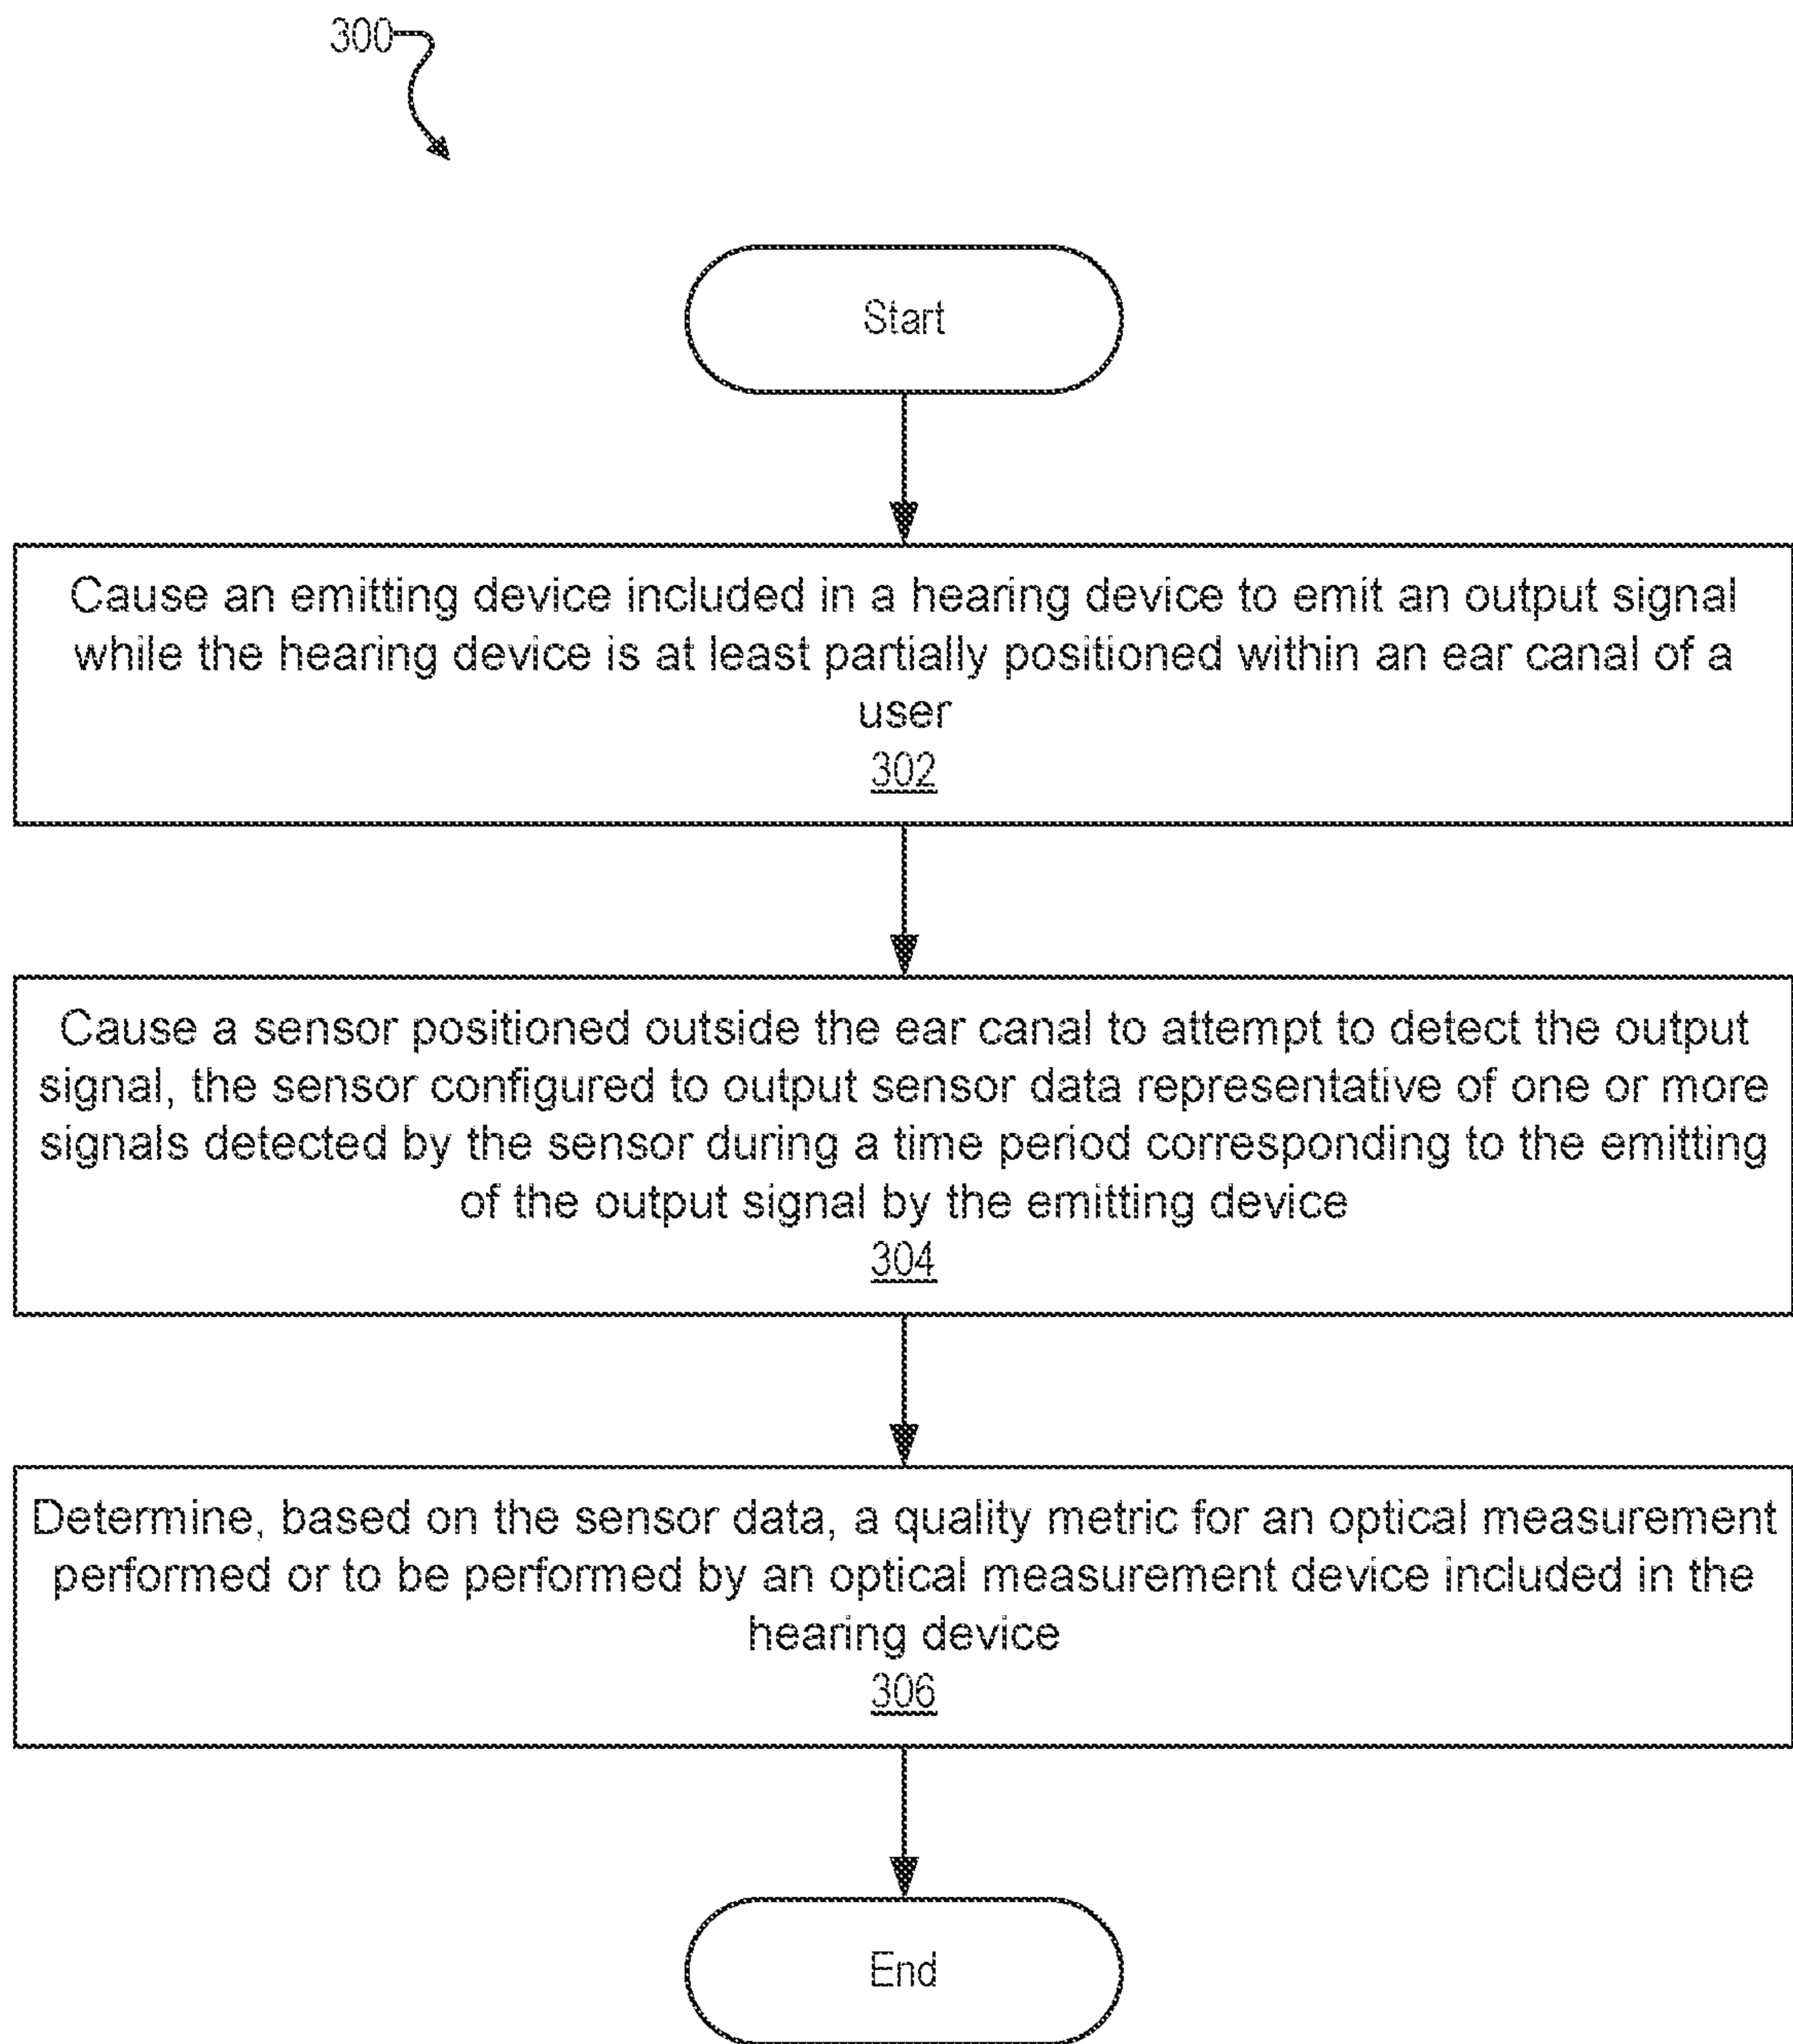 300
Start
Cause an emitting device included in a hearing device to emit an output signal
while the hearing device is at least partially positioned within an ear canal of a
user
302
Cause a sensor positioned outside the ear canal to attempt to detect the output
signal, the sensor configured to output sensor data representative of one or more
signals detected by the sensor during a time period corresponding to the emitting
of the output signal by the emitting device
304
Determine, based on the sensor data, a quality metric for an optical measurement
performed or to be performed by an optical measurement device included in the
hearing device
306
End